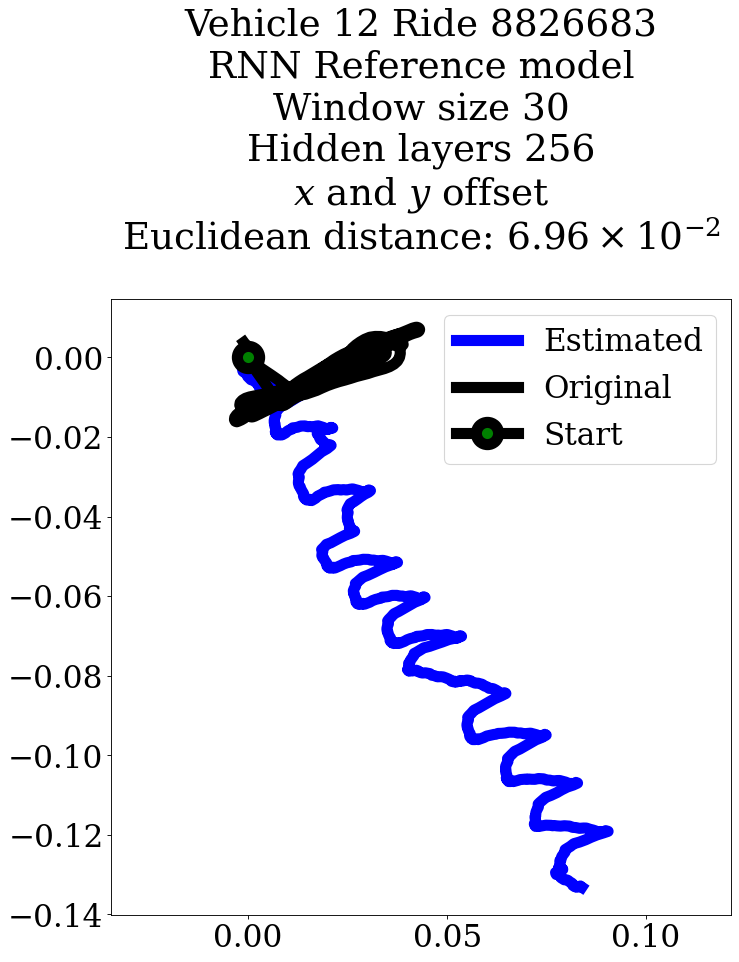 Vehicle 12 Ride 8826683
RNN Reference model
Window size 30
Hidden layers 256
x and y offset
Euclidean distance: 6.96 × 10⁻²
Estimated
Original
Start
0.00
−0.02
−0.04
−0.06
−0.08
−0.10
−0.12
−0.14
0.00 0.05 0.10